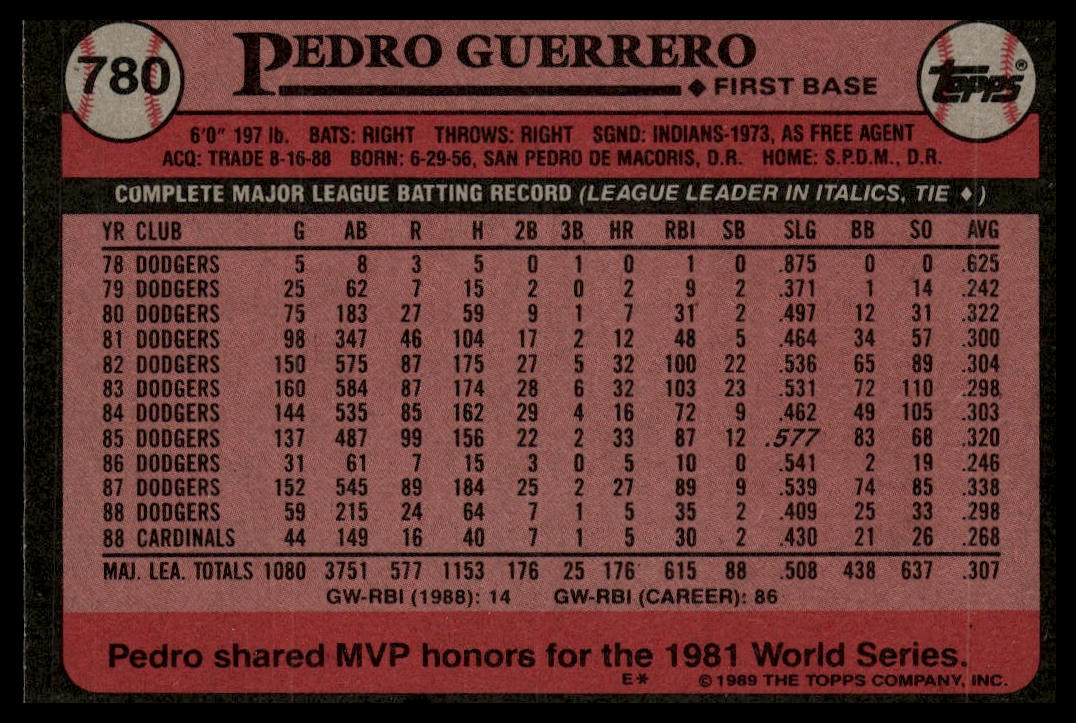 780
PEDRO GUERRERO
◆ FIRST BASE
TOPPS®
6'0" 197 lb. BATS: RIGHT THROWS: RIGHT SGND: INDIANS-1973, AS FREE AGENT
ACQ: TRADE 8-16-88 BORN: 6-29-56, SAN PEDRO DE MACORIS, D.R. HOME: S.P.D.M., D.R.
COMPLETE MAJOR LEAGUE BATTING RECORD (LEAGUE LEADER IN ITALICS, TIE ♦)
YR CLUB G AB R H 2B 3B HR RBI SB SLG BB SO AVG
78 DODGERS 5 8 3 5 0 1 0 1 0 .875 0 0 .625
79 DODGERS 25 62 7 15 2 0 2 9 2 .371 1 14 .242
80 DODGERS 75 183 27 59 9 1 7 31 2 .497 12 31 .322
81 DODGERS 98 347 46 104 17 2 12 48 5 .464 34 57 .300
82 DODGERS 150 575 87 175 27 5 32 100 22 .536 65 89 .304
83 DODGERS 160 584 87 174 28 6 32 103 23 .531 72 110 .298
84 DODGERS 144 535 85 162 29 4 16 72 9 .462 49 105 .303
85 DODGERS 137 487 99 156 22 2 33 87 12 .577 83 68 .320
86 DODGERS 31 61 7 15 3 0 5 10 0 .541 2 19 .246
87 DODGERS 152 545 89 184 25 2 27 89 9 .539 74 85 .338
88 DODGERS 59 215 24 64 7 1 5 35 2 .409 25 33 .298
88 CARDINALS 44 149 16 40 7 1 5 30 2 .430 21 26 .268
MAJ. LEA. TOTALS 1080 3751 577 1153 176 25 176 615 88 .508 438 637 .307
GW-RBI (1988): 14 GW-RBI (CAREER): 86
Pedro shared MVP honors for the 1981 World Series.
E* © 1989 THE TOPPS COMPANY, INC.